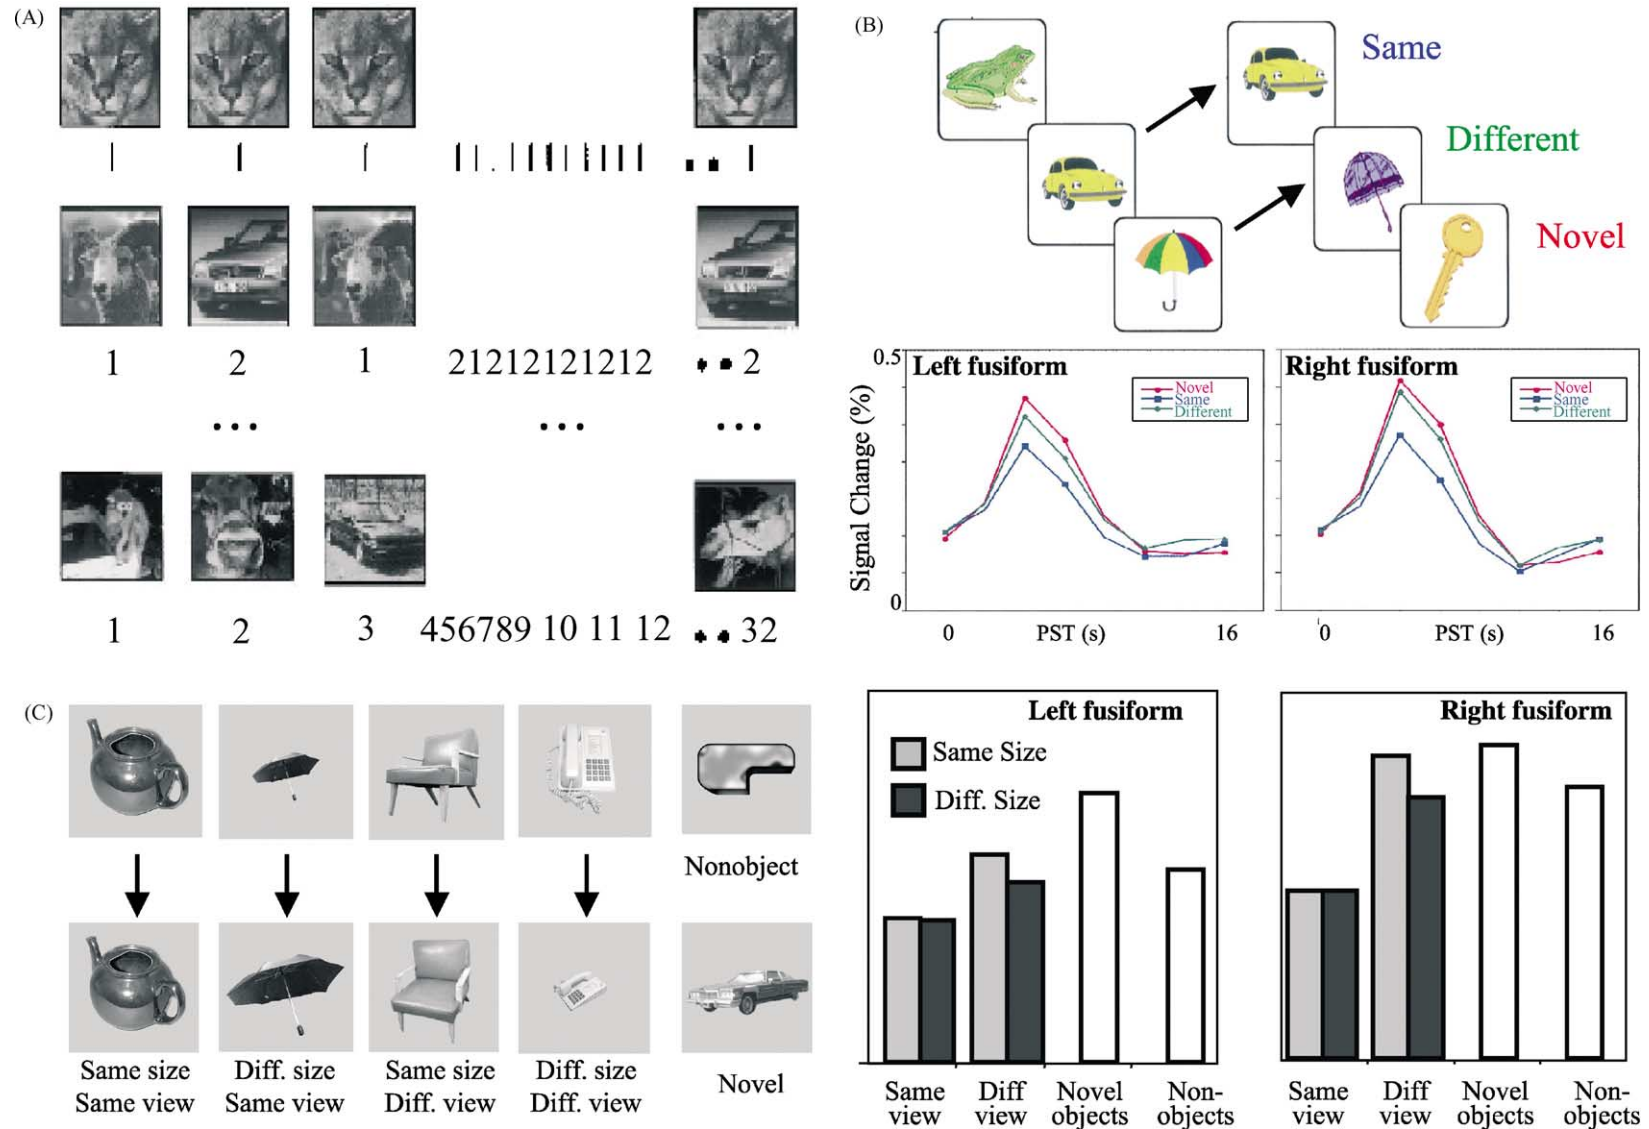 (A)
1 2 1 212121212112 2
1 2 3 456789 10 11 12 32
(B)
Same
Different
Novel
0.5
Left fusiform
Novel
Same
Different
Signal Change (%)
0
0 PST (s) 16
Right fusiform
Novel
Same
Different
0 PST (s) 16
(C)
Nonobject
Same size
Same view
Diff. size
Same view
Same size
Diff. view
Diff. size
Diff. view
Novel
Left fusiform
Same Size
Diff. Size
Same
view
Diff
view
Novel
objects
Non-
objects
Right fusiform
Same
view
Diff
view
Novel
objects
Non-
objects